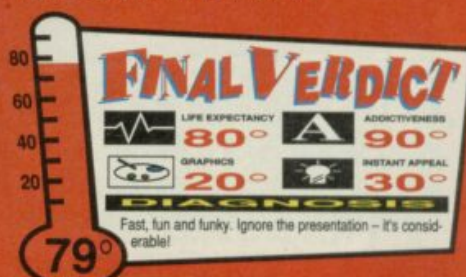 FINAL VERDICT
80
60
40
20
79°
LIFE EXPECTANCY
80°
A
ADDICTIVENESS
90°
GRAPHICS
20°
INSTANT APPEAL
30°
DIAGNOSIS
Fast, fun and funky. Ignore the presentation – it's consid-
erable!